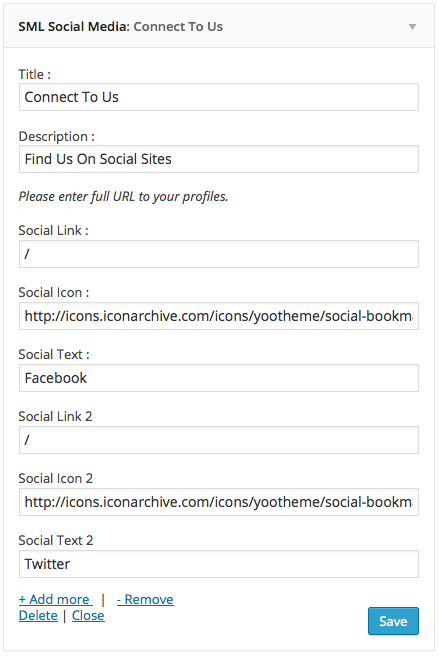 SML Social Media: Connect To Us
Title :
Connect To Us
Description :
Find Us On Social Sites
Please enter full URL to your profiles.
Social Link :
/
Social Icon :
http://icons.iconarchive.com/icons/yootheme/social-bookm
Social Text :
Facebook
Social Link 2
/
Social Icon 2
http://icons.iconarchive.com/icons/yootheme/social-bookm
Social Text 2
Twitter
+ Add more | - Remove
Delete | Close
Save